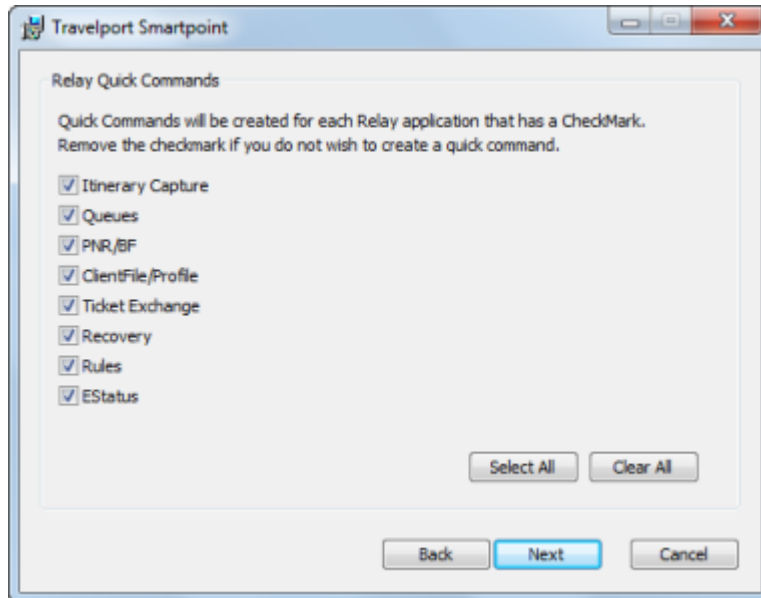 Travelport Smartpoint
Relay Quick Commands
Quick Commands will be created for each Relay application that has a CheckMark.
Remove the checkmark if you do not wish to create a quick command.
Itinerary Capture
Queues
PNR/BF
ClientFile/Profile
Ticket Exchange
Recovery
Rules
EStatus
Select All Clear All
Back Next Cancel